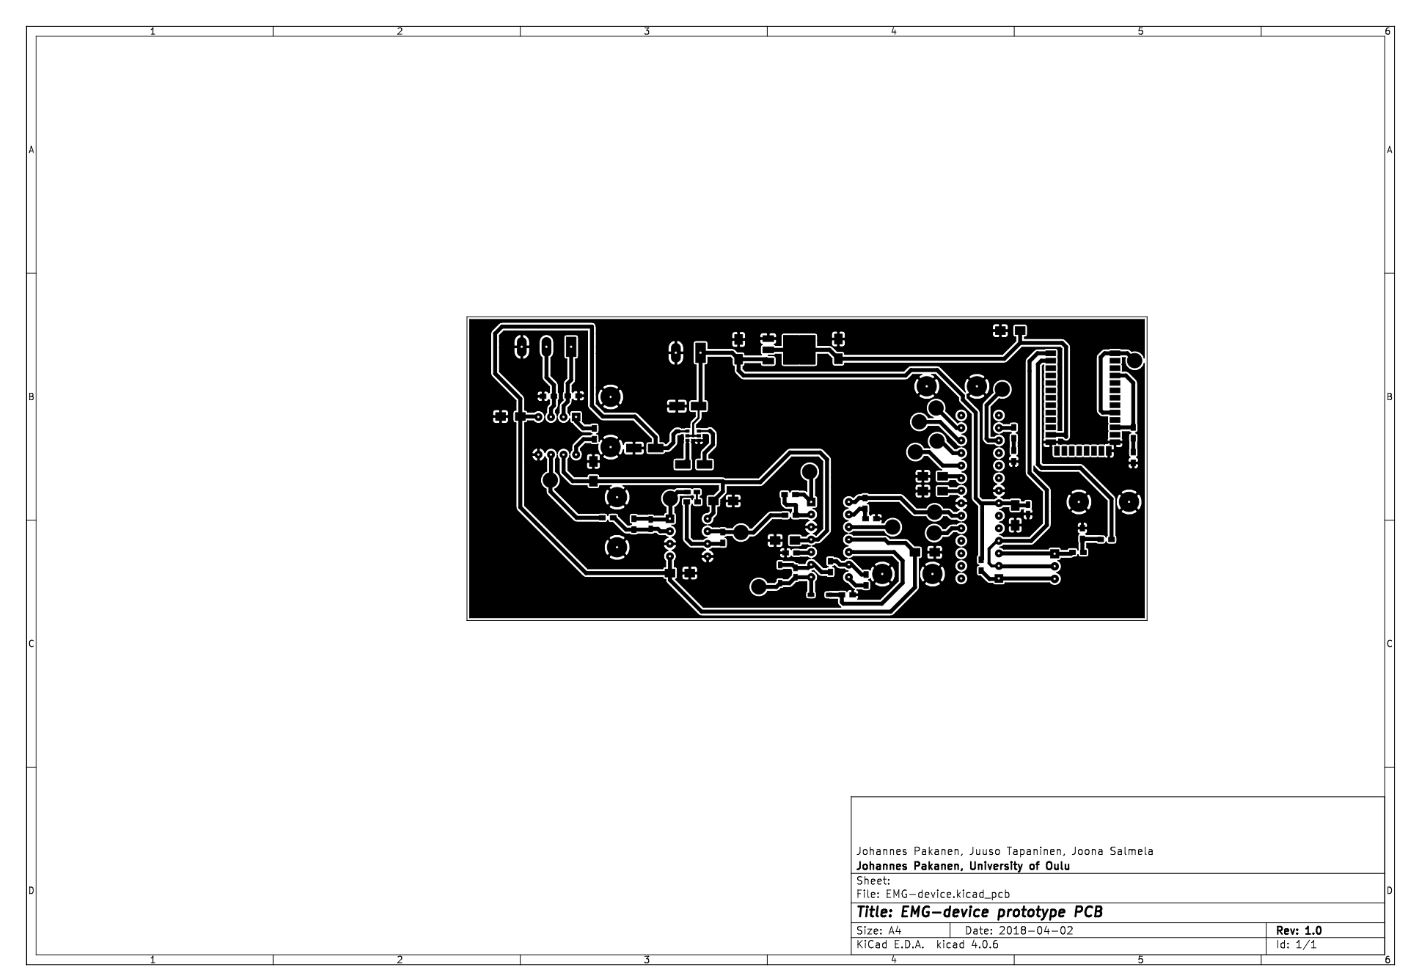 1 2 3 4 5 6
A A
B B
C C
D D
Johannes Pakanen, Juuso Tapaninen, Joona Salmela
Johannes Pakanen, University of Oulu
Sheet:
File: EMG-device.kicad_pcb
Title: EMG-device prototype PCB
Size: A4 Date: 2018-04-02 Rev: 1.0
KiCad E.D.A. kicad 4.0.6 Id: 1/1
1 2 3 4 5 6